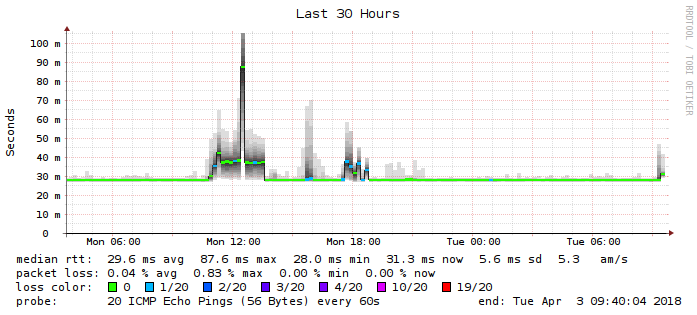 Last 30 Hours
RRDTOOL / TOBI OETIKER
Seconds
100 m
90 m
80 m
70 m
60 m
50 m
40 m
30 m
20 m
10 m
0
Mon 06:00 Mon 12:00 Mon 18:00 Tue 00:00 Tue 06:00
median rtt: 29.6 ms avg 87.6 ms max 28.0 ms min 31.3 ms now 5.6 ms sd 5.3 am/s
packet loss: 0.04 % avg 0.83 % max 0.00 % min 0.00 % now
loss color: 0 1/20 2/20 3/20 4/20 10/20 19/20
probe: 20 ICMP Echo Pings (56 Bytes) every 60s end: Tue Apr 3 09:40:04 2018